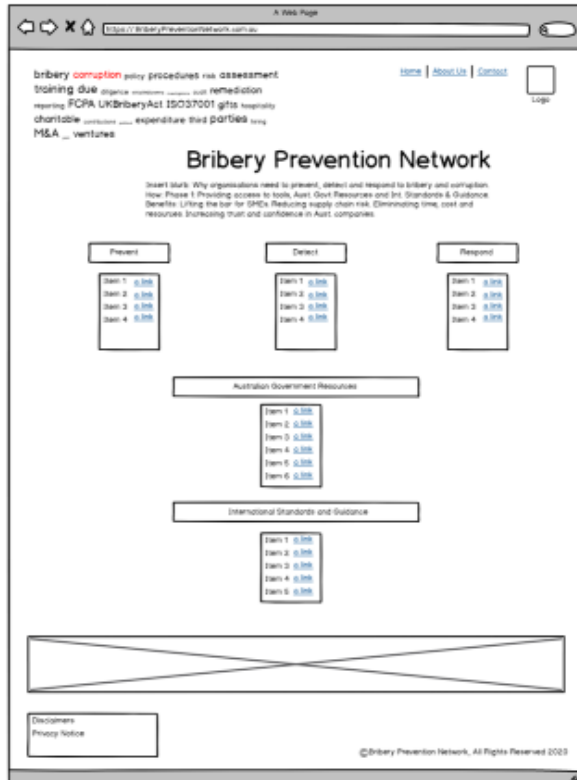 A Web Page
https://BriberyPreventionNetwork.com.au
bribery corruption policy procedures risk assessment
training due diligence audit remediation
reporting FCPA UKBriberyAct ISO37001 gifts hospitality
charitable contributions expenditure third parties hiring
M&A _ ventures
Home | About Us | Contact
Logo
Bribery Prevention Network
Insert blurb: Why organisations need to prevent, detect and respond to bribery and corruption.
How: Phase 1: Providing access to tools, Aust. Govt Resources and Int. Standards & Guidance.
Benefits: Lifting the bar for SMEs. Reducing supply chain risk. Eliminating time, cost and
resources. Increasing trust and confidence in Aust. companies.
Prevent
Item 1 a link
Item 2 a link
Item 3 a link
Item 4 a link
Detect
Item 1 a link
Item 2 a link
Item 3 a link
Item 4 a link
Respond
Item 1 a link
Item 2 a link
Item 3 a link
Item 4 a link
Australian Government Resources
Item 1 a link
Item 2 a link
Item 3 a link
Item 4 a link
Item 5 a link
Item 6 a link
International Standards and Guidance
Item 1 a link
Item 2 a link
Item 3 a link
Item 4 a link
Item 5 a link
Disclaimers
Privacy Notice
©Bribery Prevention Network, All Rights Reserved 2020